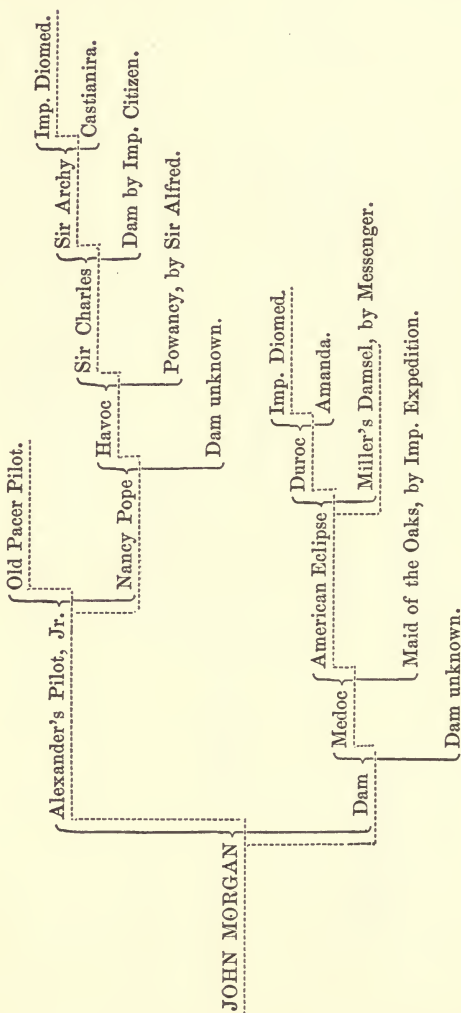 JOHN MORGAN
Alexander's Pilot, Jr.
Old Pacer Pilot.
Nancy Pope
Havoc
Sir Charles
Sir Archy
Imp. Diomed.
Castianira.
Dam by Imp. Citizen.
Powancy, by Sir Alfred.
Dam unknown.
Dam
Medoc
American Eclipse
Duroc
Imp. Diomed.
Amanda.
Miller's Damsel, by Messenger.
Maid of the Oaks, by Imp. Expedition.
Dam unknown.